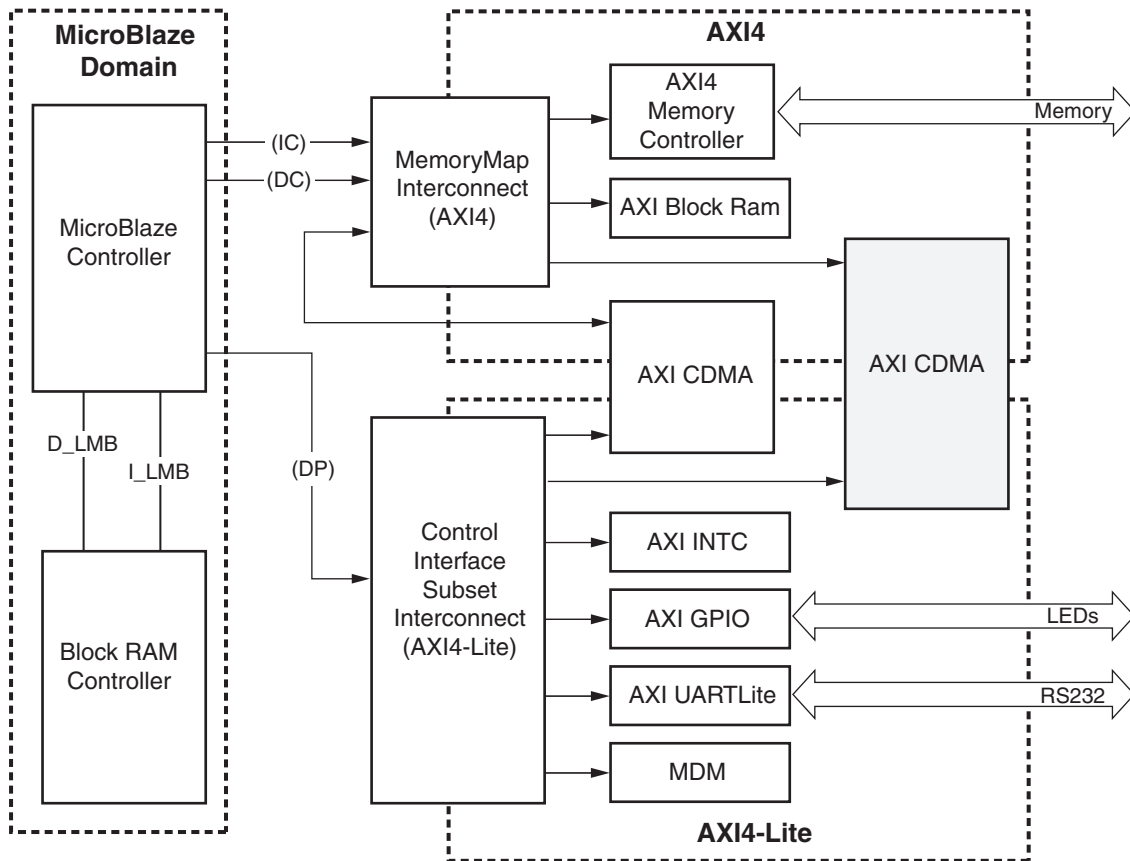 MicroBlaze
Domain
AXI4
MicroBlaze
Controller
(IC)
(DC)
MemoryMap
Interconnect
(AXI4)
AXI4
Memory
Controller
Memory
AXI Block Ram
AXI CDMA
AXI CDMA
D_LMB
I_LMB
(DP)
Block RAM
Controller
Control
Interface
Subset
Interconnect
(AXI4-Lite)
AXI INTC
AXI GPIO
LEDs
AXI UARTLite
RS232
MDM
AXI4-Lite